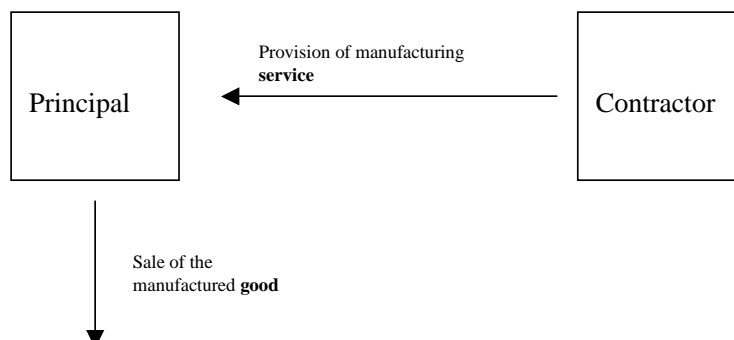 Provision of manufacturing
service
Principal
Contractor
Sale of the
manufactured good